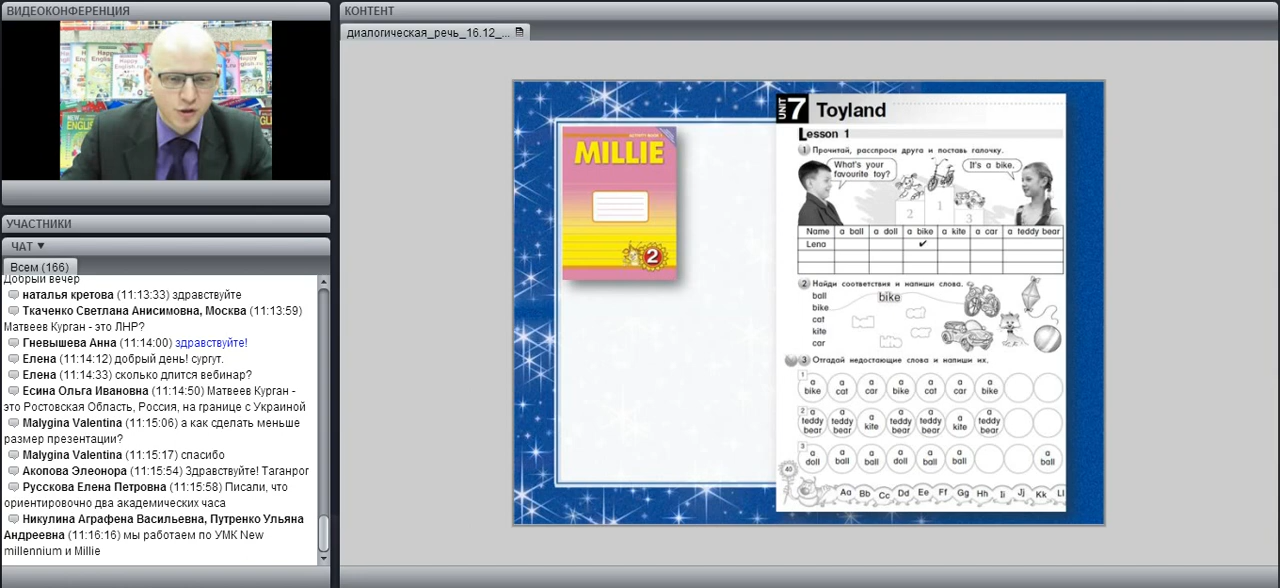 ВИДЕОКОНФЕРЕНЦИЯ
УЧАСТНИКИ
ЧАТ ▼
Всем (166)
Добрый вечер
наталья кретова (11:13:33) здравствуйте
Ткаченко Светлана Анисимовна, Москва (11:13:59)
Матвеев Курган - это ЛНР?
Гневышева Анна (11:14:00) здравствуйте!
Елена (11:14:12) добрый день! сургут.
Елена (11:14:33) сколько длится вебинар?
Есина Ольга Ивановна (11:14:50) Матвеев Курган -
это Ростовская Область, Россия, на границе с Украиной
Malygina Valentina (11:15:06) а как сделать меньше
размер презентации?
Malygina Valentina (11:15:17) спасибо
Акопова Элеонора (11:15:54) Здравствуйте! Таганрог
Русскова Елена Петровна (11:15:58) Писали, что
ориентировочно два академических часа
Никулина Аграфена Васильевна, Путренко Ульяна
Андреевна (11:16:16) мы работаем по УМК New
millennium и Millie
КОНТЕНТ
диалогическая_речь_16.12_...
MILLIE
2
UNIT 7 Toyland
Lesson 1
1 Прочитай, расспроси друга и поставь галочку.
What's your
favourite toy?
It's a bike.
2 1 3
Name a ball a doll a bike a kite a car a teddy bear
Lena ✔
2 Найди соответствия и напиши слова.
ball
bike
cat
kite
car
bike
3 Отгадай недостающие слова и напиши их.
1 a bike a cat a car a bike a cat a car a bike
2 a teddy bear a teddy bear a kite a teddy bear a teddy bear a kite a teddy bear
3 a doll a ball a ball a doll a ball a ball a ball
40
Aa Bb Cc Dd Ee Ff Gg Hh Ii Jj Kk Ll